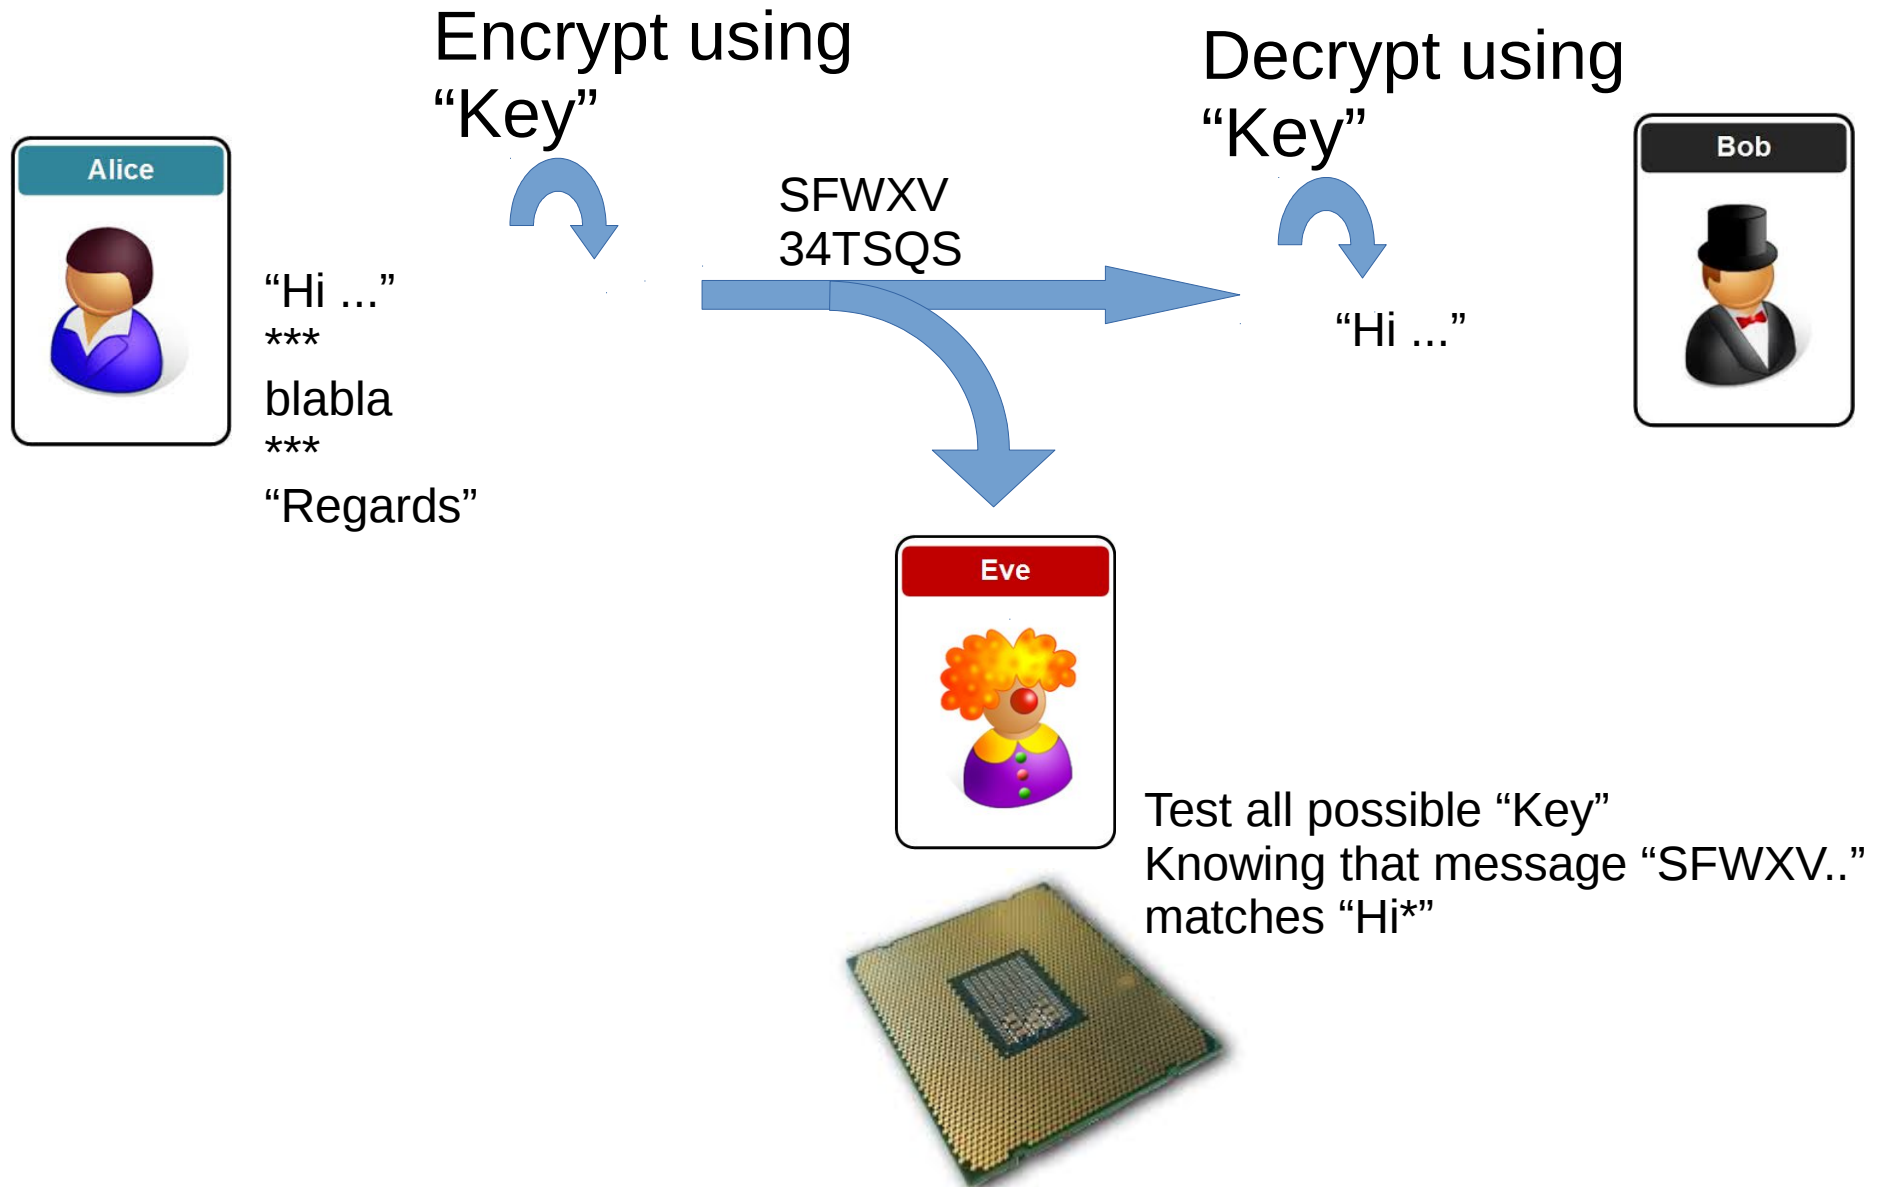 Encrypt using
“Key”
Decrypt using
“Key”
Alice
Bob
SFWXV
34TSQS
“Hi ...”
***
blabla
***
“Regards”
“Hi ...”
Eve
Test all possible “Key”
Knowing that message “SFWXV..”
matches “Hi*”